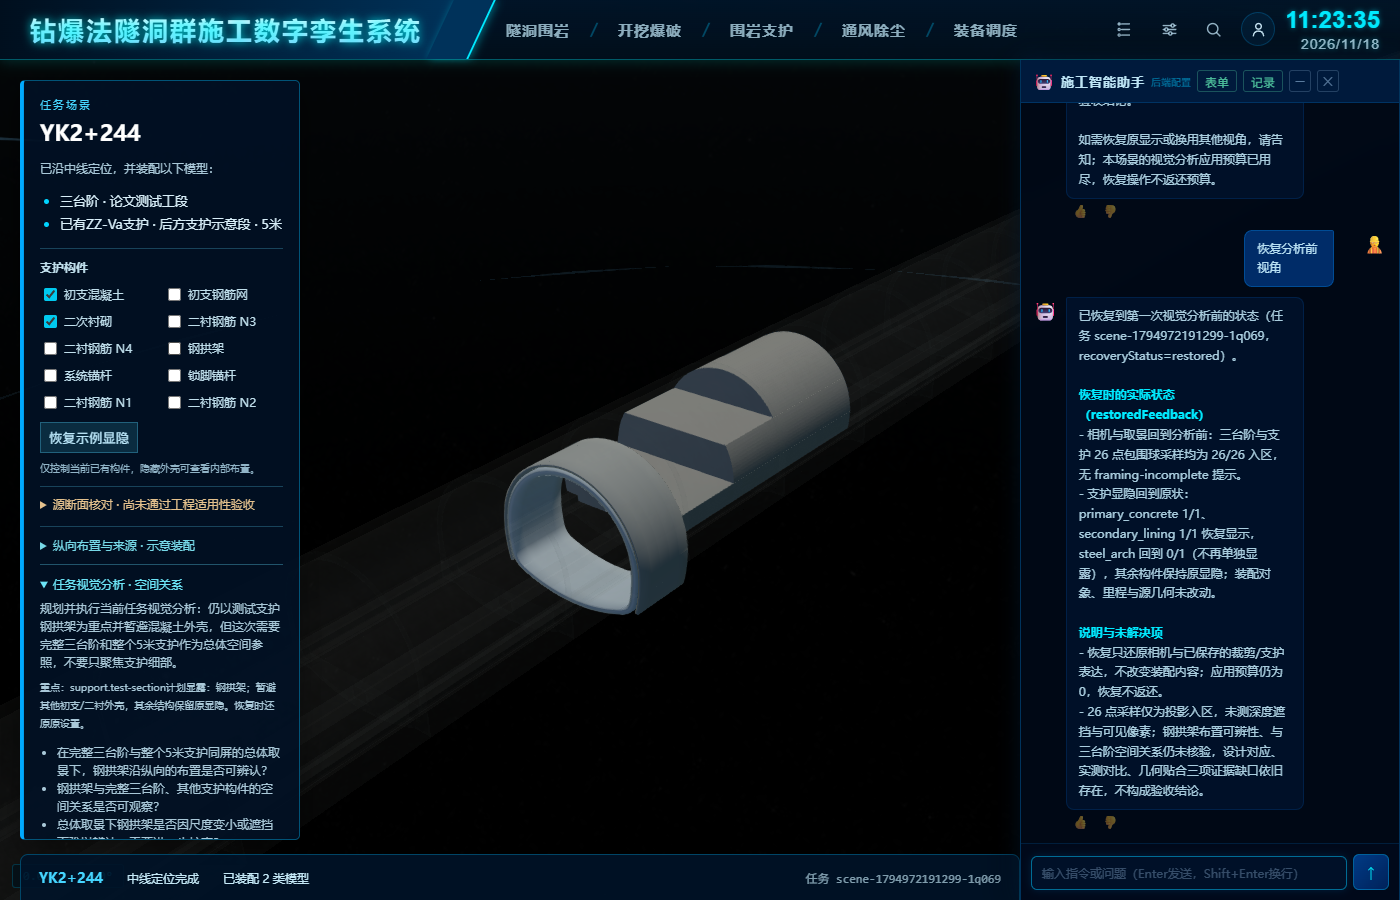 钻爆法隧洞群施工数字孪生系统
隧洞围岩 / 开挖爆破 / 围岩支护 / 通风除尘 / 装备调度
11:23:35
2026/11/18
任务场景
YK2+244
已沿中线定位，并装配以下模型：
三台阶 · 论文测试工段
已有ZZ-Va支护 · 后方支护示意段 · 5米
支护构件
初支混凝土 初支钢筋网
二次衬砌 二衬钢筋 N3
二衬钢筋 N4 钢拱架
系统锚杆 锁脚锚杆
二衬钢筋 N1 二衬钢筋 N2
恢复示例显隐
仅控制当前已有构件，隐藏外壳可查看内部布置。
源断面核对 · 尚未通过工程适用性验收
纵向布置与来源 · 示意装配
任务视觉分析 · 空间关系
规划并执行当前任务视觉分析：仍以测试支护
钢拱架为重点并暂避混凝土外壳，但这次需要
完整三台阶和整个5米支护作为总体空间参
照，不要只聚焦支护细部。
重点：support.test-section计划显露：钢拱架；暂避
其他初支/二衬外壳，其余结构保留原显隐。恢复时还
原原设置。
在完整三台阶与整个5米支护同屏的总体取
景下，钢拱架沿纵向的布置是否可辨认？
钢拱架与完整三台阶、其他支护构件的空
间关系是否可观察？
总体取景下钢拱架是否因尺度变小或遮挡
YK2+244 中线定位完成 已装配 2 类模型
任务 scene-1794972191299-1q069
施工智能助手 后端配置 表单 记录
如需恢复原显示或换用其他视角，请告
知；本场景的视觉分析应用预算已用
尽，恢复操作不返还预算。
恢复分析前
视角
已恢复到第一次视觉分析前的状态（任
务 scene-1794972191299-1q069，
recoveryStatus=restored）。
恢复时的实际状态
（restoredFeedback）
- 相机与取景回到分析前：三台阶与支
护 26 点包围球采样均为 26/26 入区，
无 framing-incomplete 提示。
- 支护显隐回到原状：
primary_concrete 1/1、
secondary_lining 1/1 恢复显示，
steel_arch 回到 0/1（不再单独显
露），其余构件保持原显隐；装配对
象、里程与源几何未改动。
说明与未解决项
- 恢复只还原相机与已保存的裁剪/支护
表达，不改变装配内容；应用预算仍为
0，恢复不返还。
- 26 点采样仅为投影入区，未测深度遮
挡与可见像素；钢拱架布置可辨性、与
三台阶空间关系仍未核验，设计对应、
实测对比、几何贴合三项证据缺口依旧
存在，不构成验收结论。
输入指令或问题（Enter发送，Shift+Enter换行）